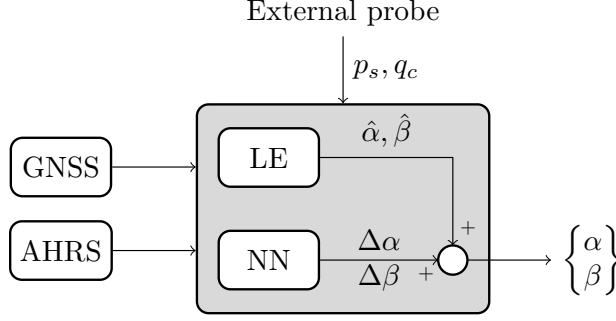 External probe
p_s, q_c
α̂, β̂
GNSS
LE
+
AHRS
NN
Δα
Δβ
+
{α
β}